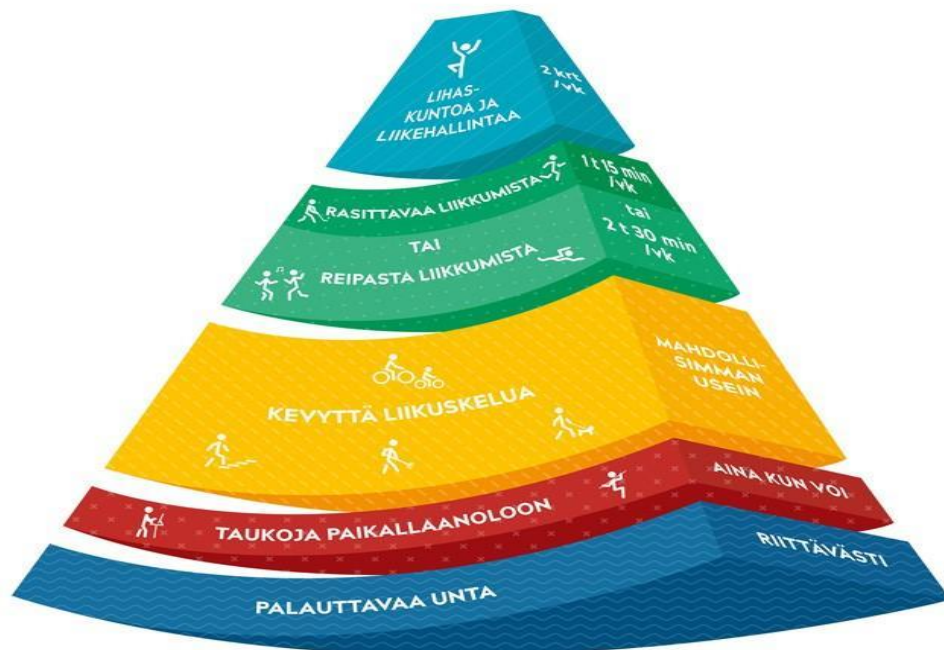 LIHAS-
KUNTOA JA
LIIKEHALLINTAA
2 krt
/vk
RASITTAVAA LIIKKUMISTA
1 t 15 min
/vk
TAI
tai
REIPASTA LIIKKUMISTA
2 t 30 min
/vk
KEVYTTÄ LIIKUSKELUA
MAHDOLLI-
SIMMAN
USEIN
TAUKOJA PAIKALLAANOLOON
AINA KUN VOI
PALAUTTAVAA UNTA
RIITTÄVÄSTI